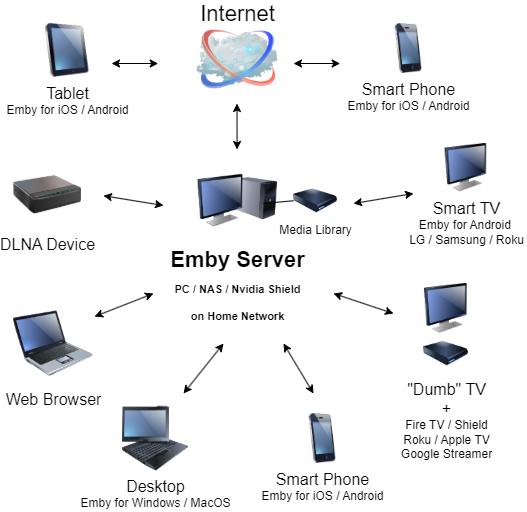 Internet
Tablet
Emby for iOS / Android
Smart Phone
Emby for iOS / Android
DLNA Device
Media Library
Smart TV
Emby for Android
LG / Samsung / Roku
Emby Server
PC / NAS / Nvidia Shield
on Home Network
Web Browser
"Dumb" TV
+
Fire TV / Shield
Roku / Apple TV
Google Streamer
Desktop
Emby for Windows / MacOS
Smart Phone
Emby for iOS / Android